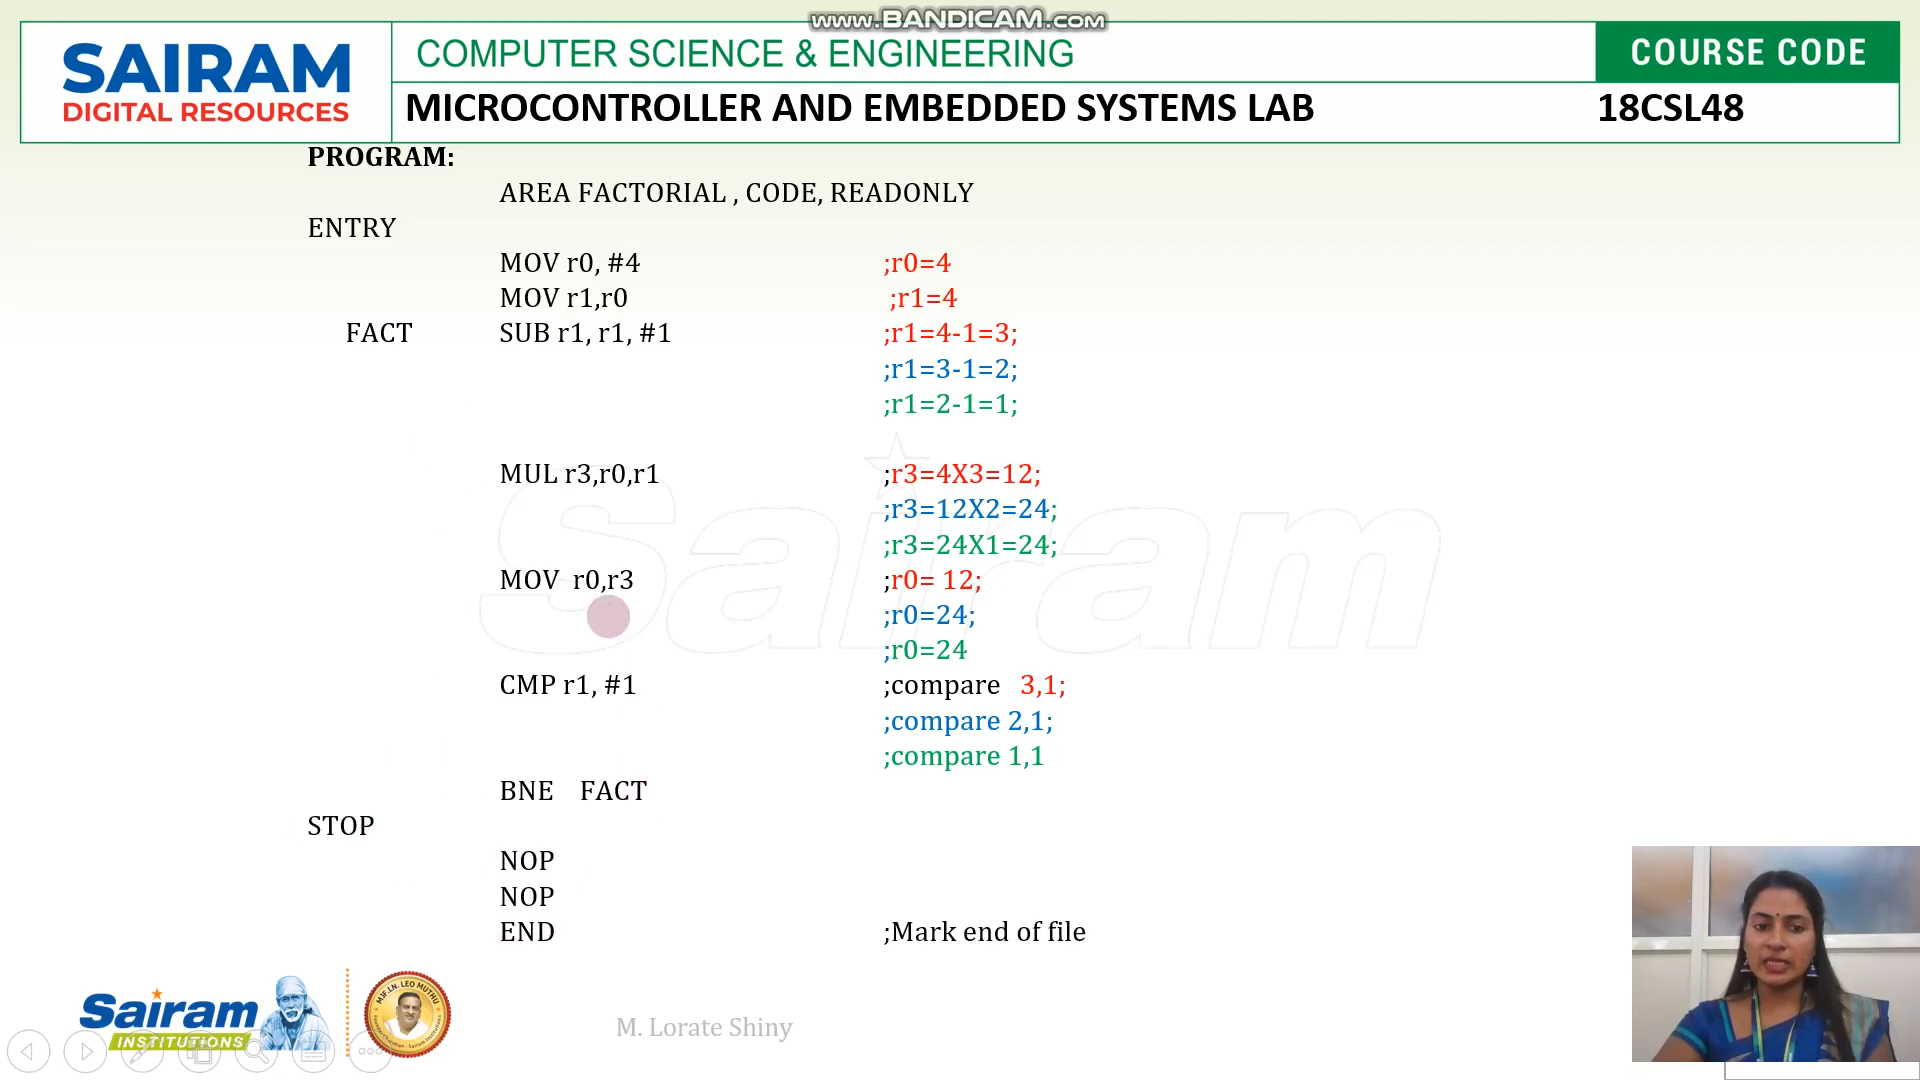 www.BANDICAM.com
SAIRAM
DIGITAL RESOURCES
COMPUTER SCIENCE & ENGINEERING
COURSE CODE
MICROCONTROLLER AND EMBEDDED SYSTEMS LAB 18CSL48
PROGRAM:
AREA FACTORIAL , CODE, READONLY
ENTRY
MOV r0, #4 ;r0=4
MOV r1,r0 ;r1=4
FACT SUB r1, r1, #1 ;r1=4-1=3;
;r1=3-1=2;
;r1=2-1=1;
MUL r3,r0,r1 ;r3=4X3=12;
;r3=12X2=24;
;r3=24X1=24;
MOV r0,r3 ;r0= 12;
;r0=24;
;r0=24
CMP r1, #1 ;compare 3,1;
;compare 2,1;
;compare 1,1
BNE FACT
STOP
NOP
NOP
END ;Mark end of file
Sairam
Sairam
INSTITUTIONS
MJF.LN. LEO MUTHU
M. Lorate Shiny